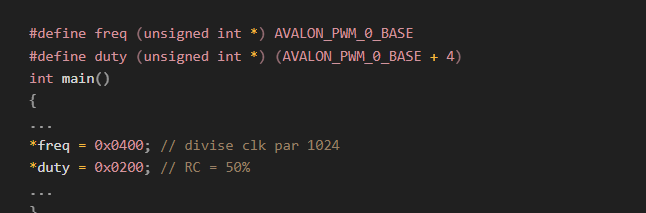 #define freq (unsigned int *) AVALON_PWM_0_BASE
#define duty (unsigned int *) (AVALON_PWM_0_BASE + 4)
int main()
{
...
*freq = 0x0400; // divise clk par 1024
*duty = 0x0200; // RC = 50%
...
}